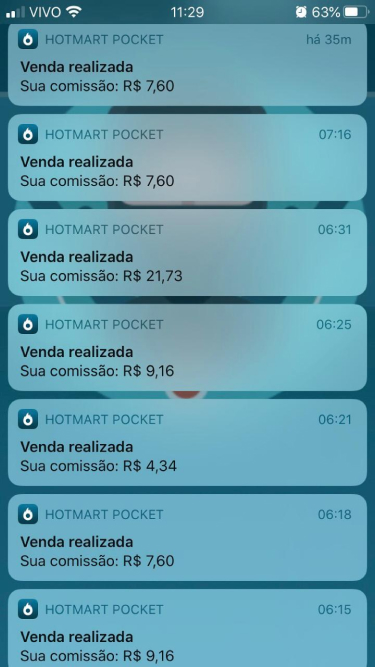 VIVO 11:29 63%
HOTMART POCKET há 35m
Venda realizada
Sua comissão: R$ 7,60
HOTMART POCKET 07:16
Venda realizada
Sua comissão: R$ 7,60
HOTMART POCKET 06:31
Venda realizada
Sua comissão: R$ 21,73
HOTMART POCKET 06:25
Venda realizada
Sua comissão: R$ 9,16
HOTMART POCKET 06:21
Venda realizada
Sua comissão: R$ 4,34
HOTMART POCKET 06:18
Venda realizada
Sua comissão: R$ 7,60
HOTMART POCKET 06:15
Venda realizada
Sua comissão: R$ 9,16